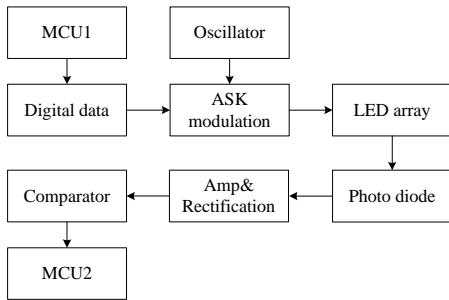 MCU1
Oscillator
Digital data
ASK
modulation
LED array
Comparator
Amp&
Rectification
Photo diode
MCU2